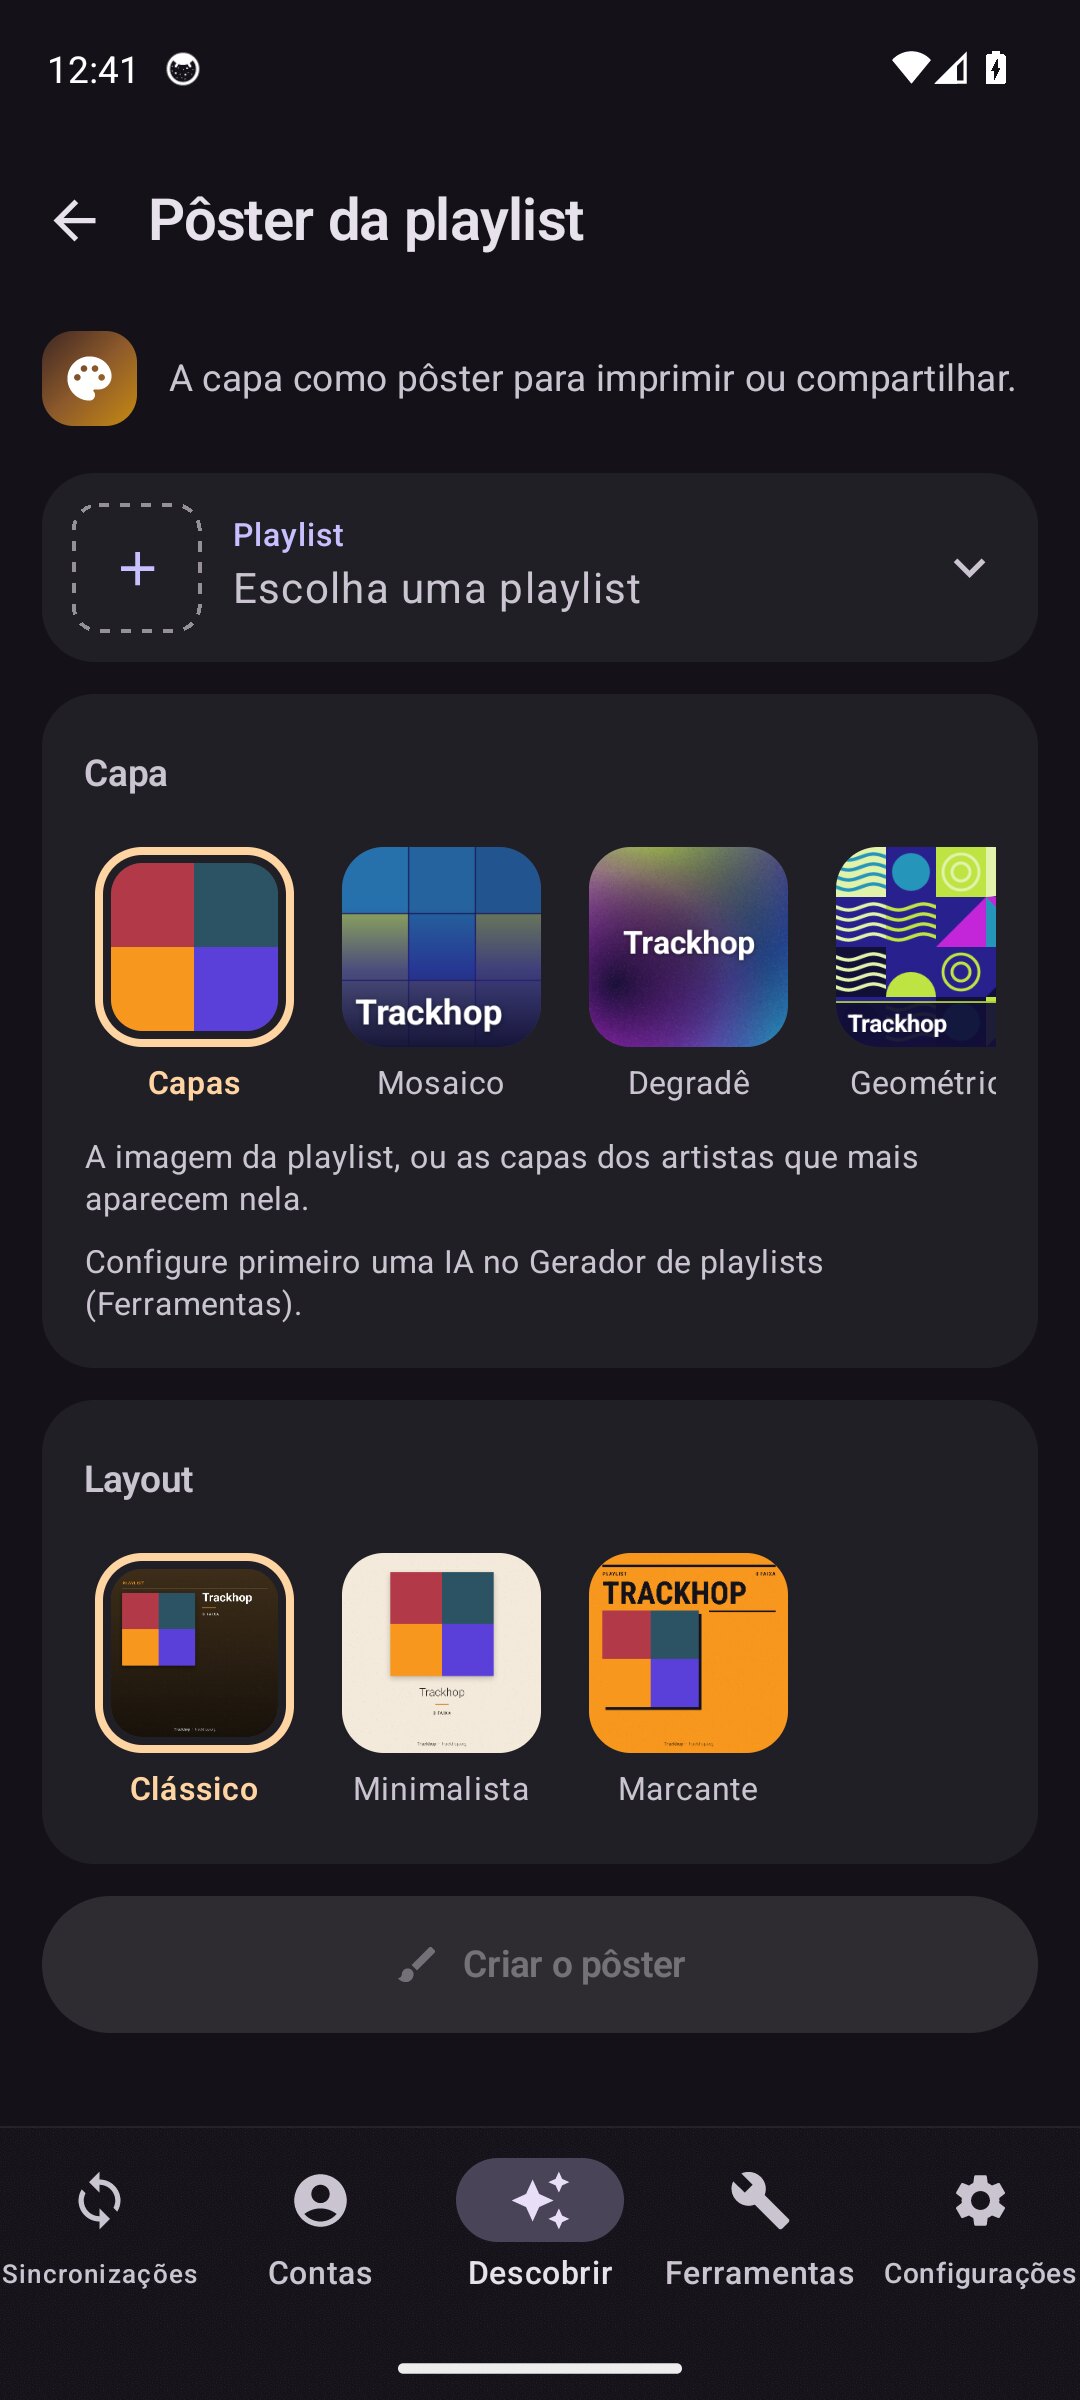 12:41
Pôster da playlist
A capa como pôster para imprimir ou compartilhar.
Playlist
Escolha uma playlist
Capa
Trackhop
Trackhop
Trackhop
Capas
Mosaico
Degradê
Geométric
A imagem da playlist, ou as capas dos artistas que mais
aparecem nela.
Configure primeiro uma IA no Gerador de playlists
(Ferramentas).
Layout
PLAYLIST
Trackhop
Trackhop
PLAYLIST
TRACKHOP
Clássico
Minimalista
Marcante
Criar o pôster
Sincronizações
Contas
Descobrir
Ferramentas
Configurações